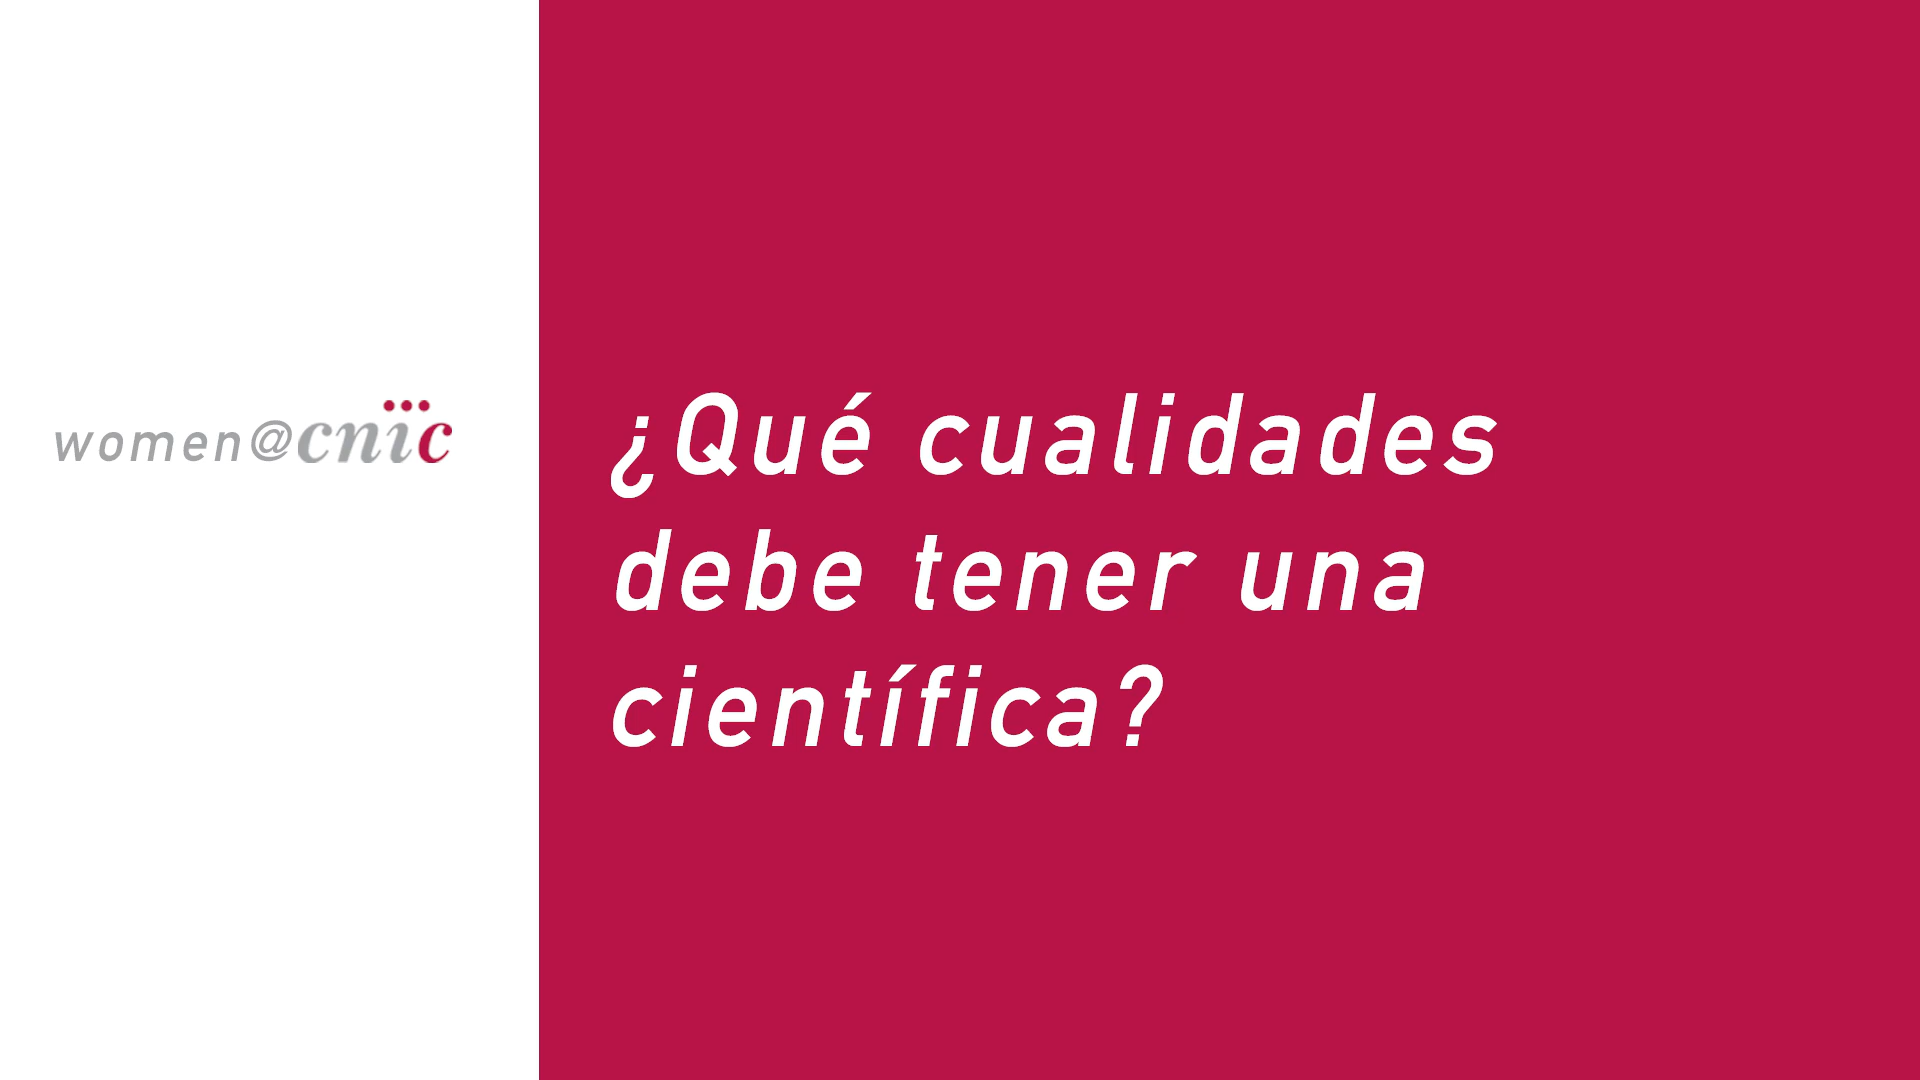 women@cnic
¿Qué cualidades
debe tener una
científica?